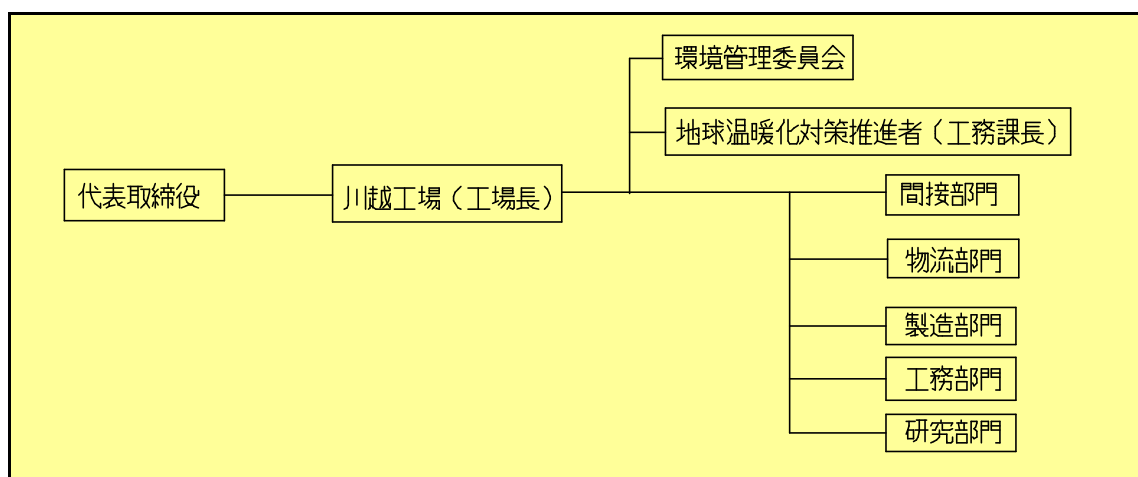 環境管理委員会
地球温暖化対策推進者（工務課長）
代表取締役
川越工場（工場長）
間接部門
物流部門
製造部門
工務部門
研究部門